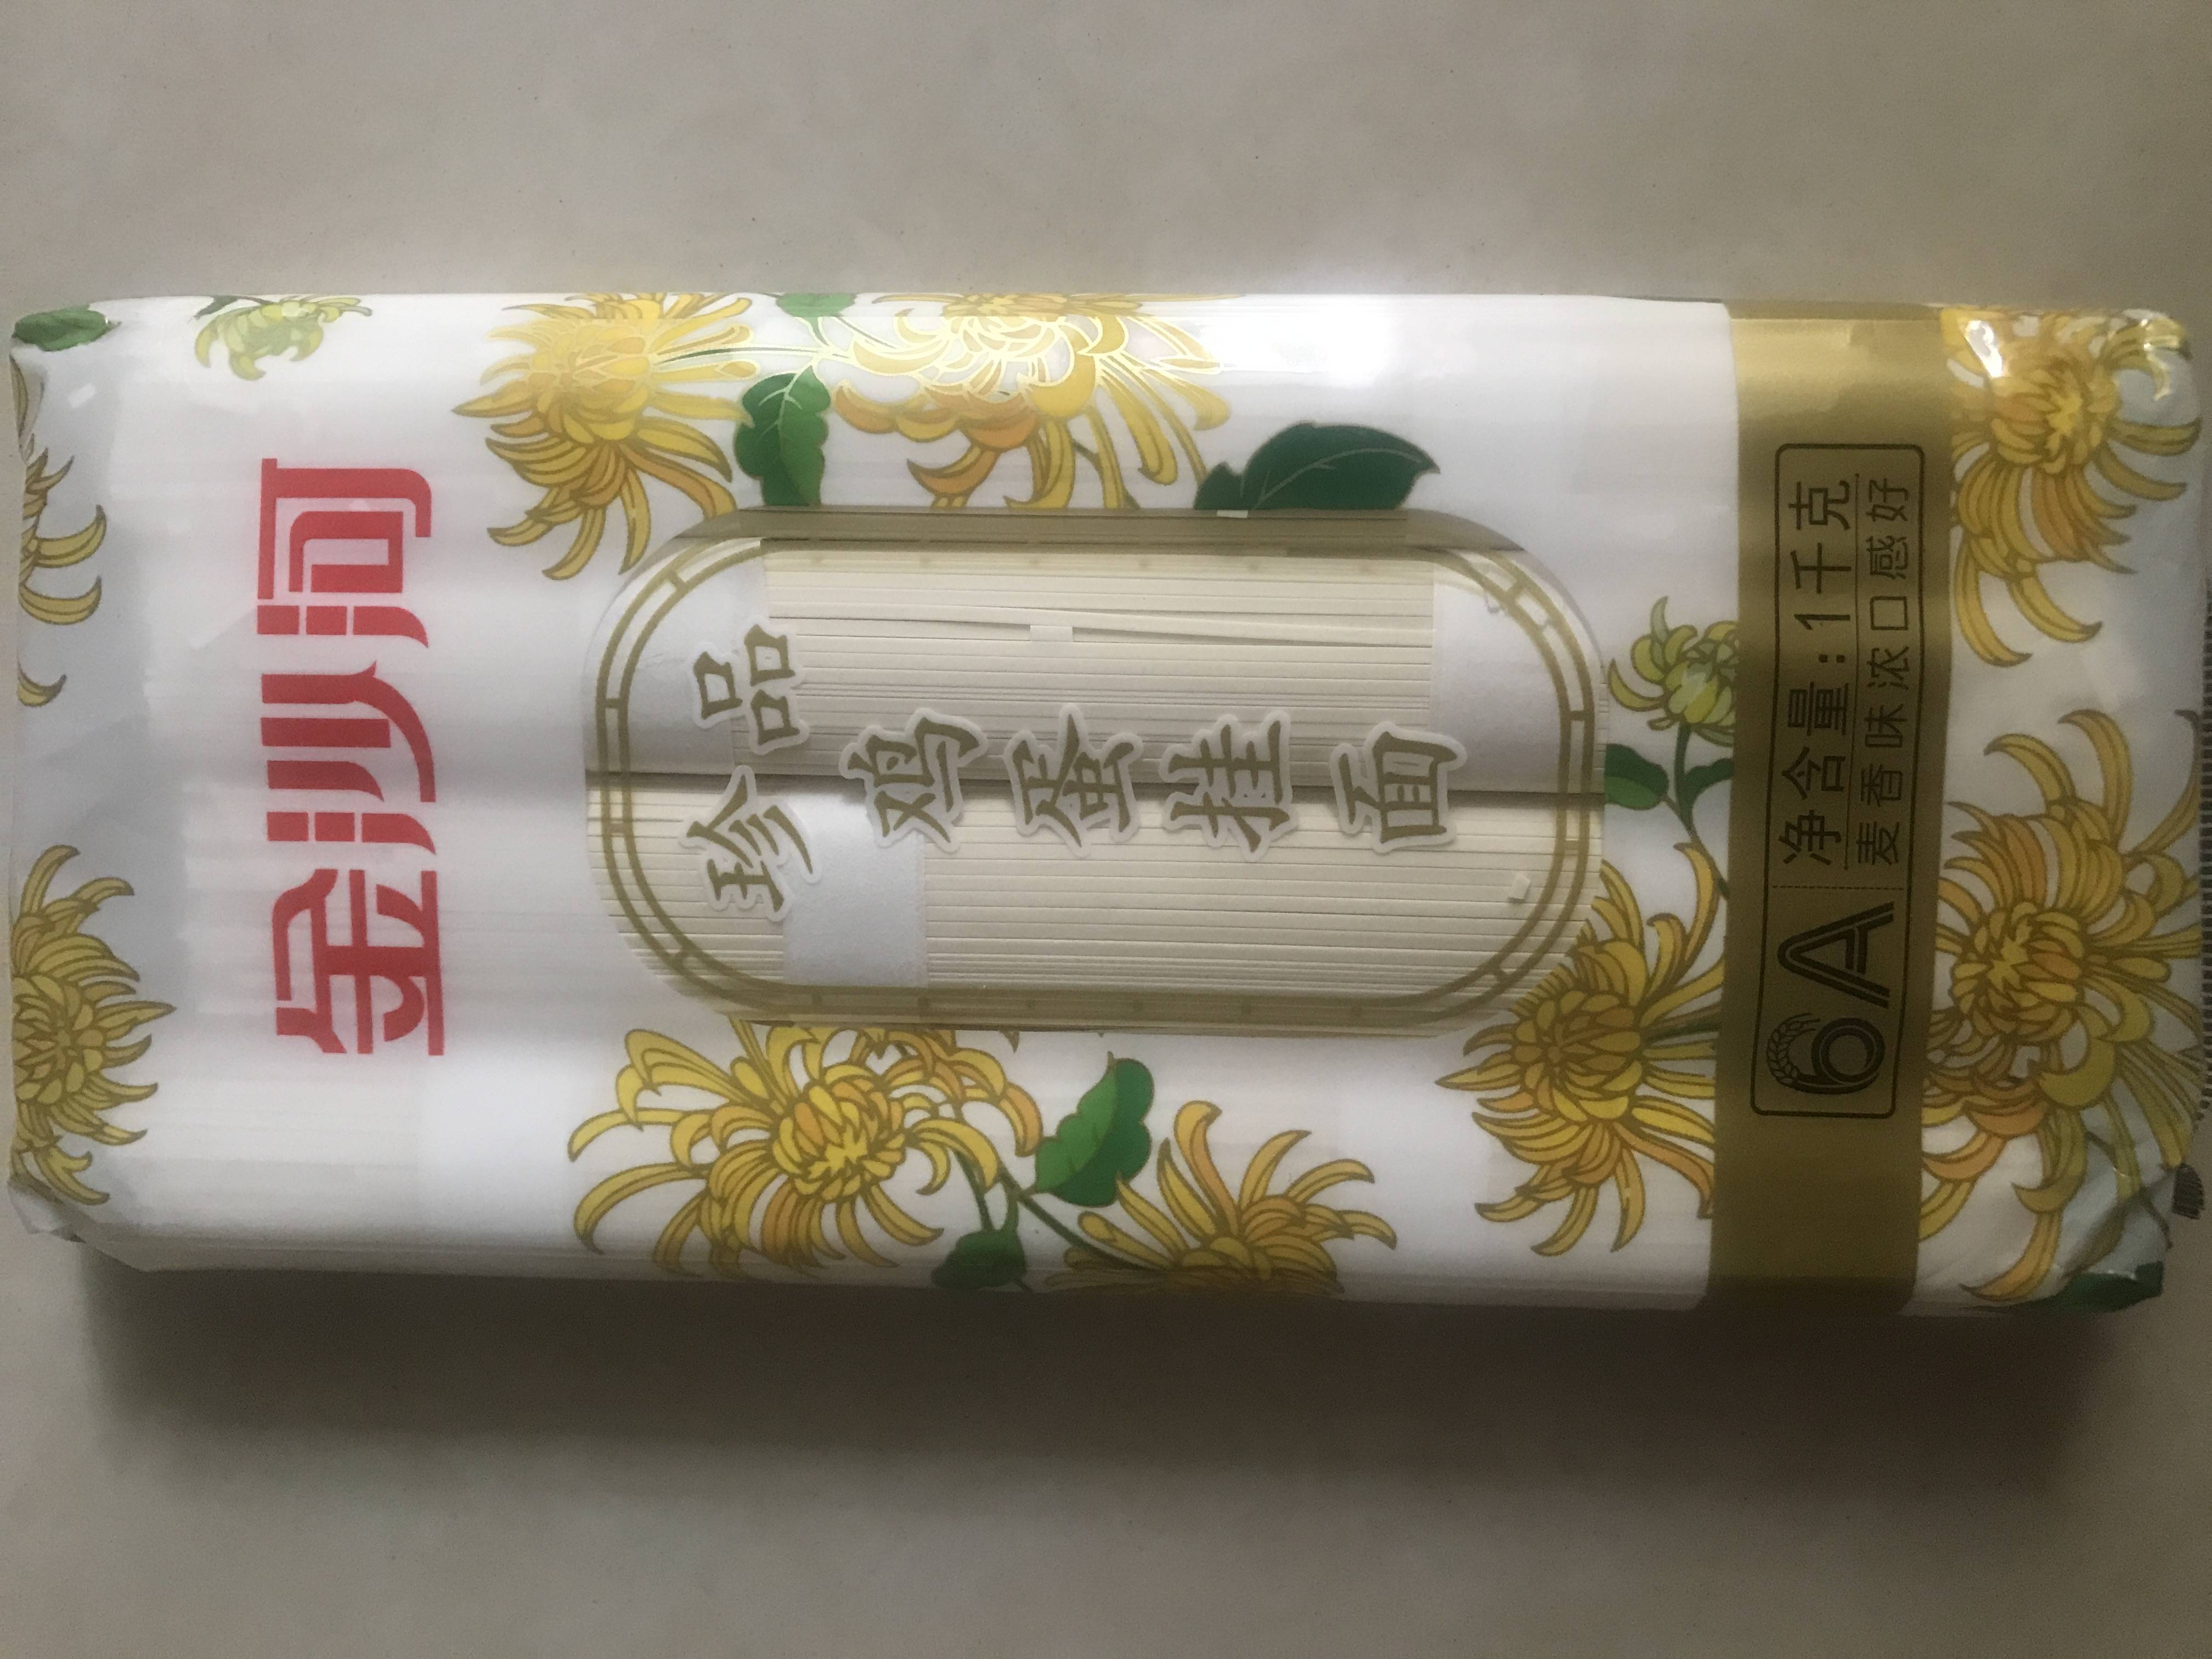 金沙河
珍品
鸡蛋挂面
6A
净含量:1千克
麦香味浓口感好